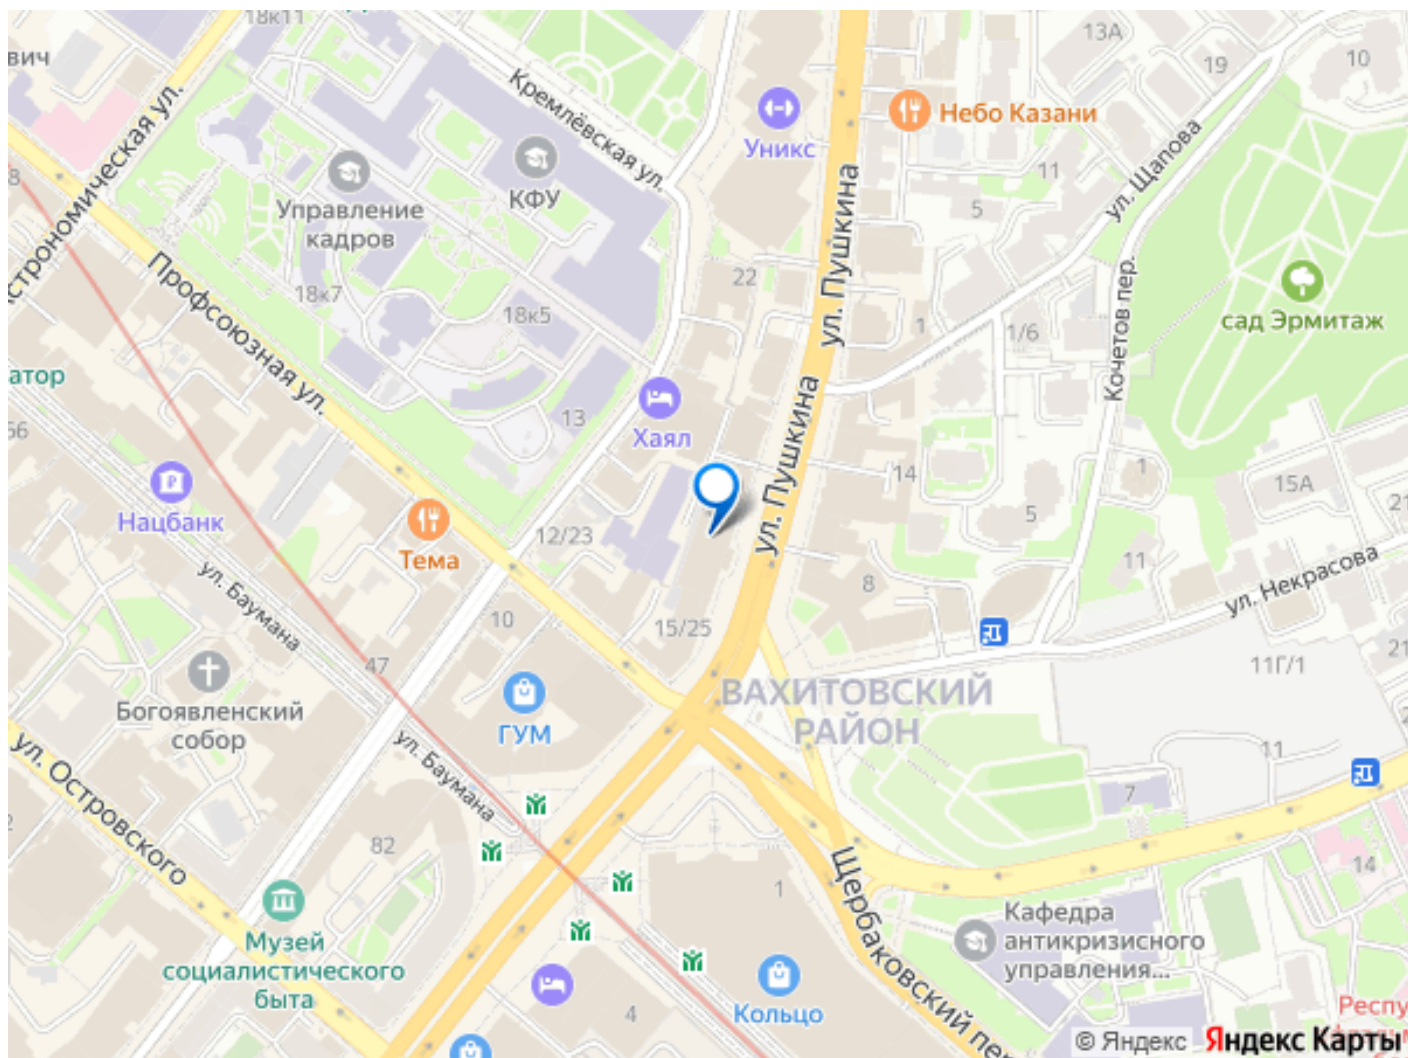 18к11
вич
13А
19
10
Астрономическая ул.
Кремлёвская ул.
Уникс
Небо Казани
11
ул. Щапова
8
Управление
кадров
КФУ
5
ул. Пушкина
Профсоюзная ул.
18к7
18к5
22
1
1/6
Кочетов пер.
сад Эрмитаж
атор
66
13
Хаял
ул. Пушкина
14
1
15А
21
Нацбанк
Тема
12/23
5
11
8
ул. Некрасова
ул. Баумана
10
15/25
47
21
11Г/1
Богоявленский
собор
ГУМ
ВАХИТОВСКИЙ
РАЙОН
ул. Островского
ул. Баумана
11
7
82
1
14
Щербаковский пер.
Музей
социалистического
быта
Кафедра
антикризисного
управления...
4
Кольцо
Респу
© Яндекс Яндекс Карты